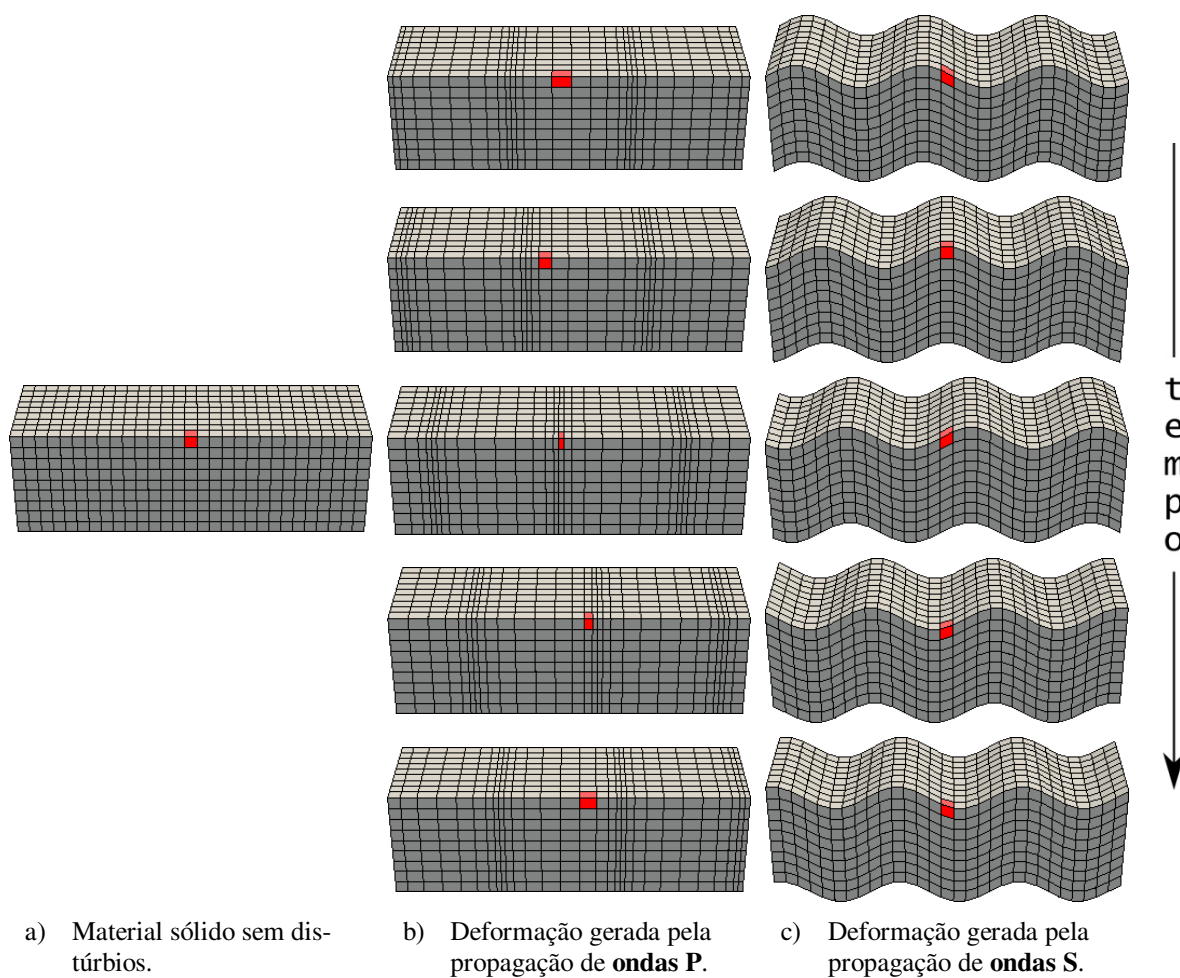 t
e
m
p
o
a) Material sólido sem dis-
túrbios.
b) Deformação gerada pela
propagação de ondas P.
c) Deformação gerada pela
propagação de ondas S.